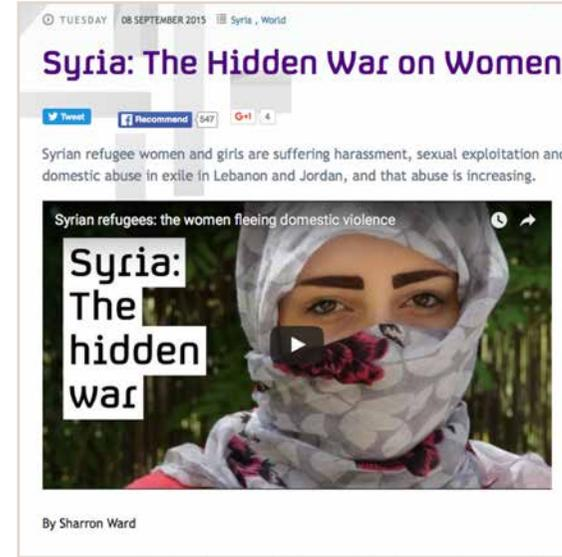 TUESDAY 08 SEPTEMBER 2015 Syria , World
Syria: The Hidden War on Women
Tweet Recommend 547 G+1 4
Syrian refugee women and girls are suffering harassment, sexual exploitation and
domestic abuse in exile in Lebanon and Jordan, and that abuse is increasing.
Syrian refugees: the women fleeing domestic violence
Syria:
The
hidden
war
By Sharron Ward